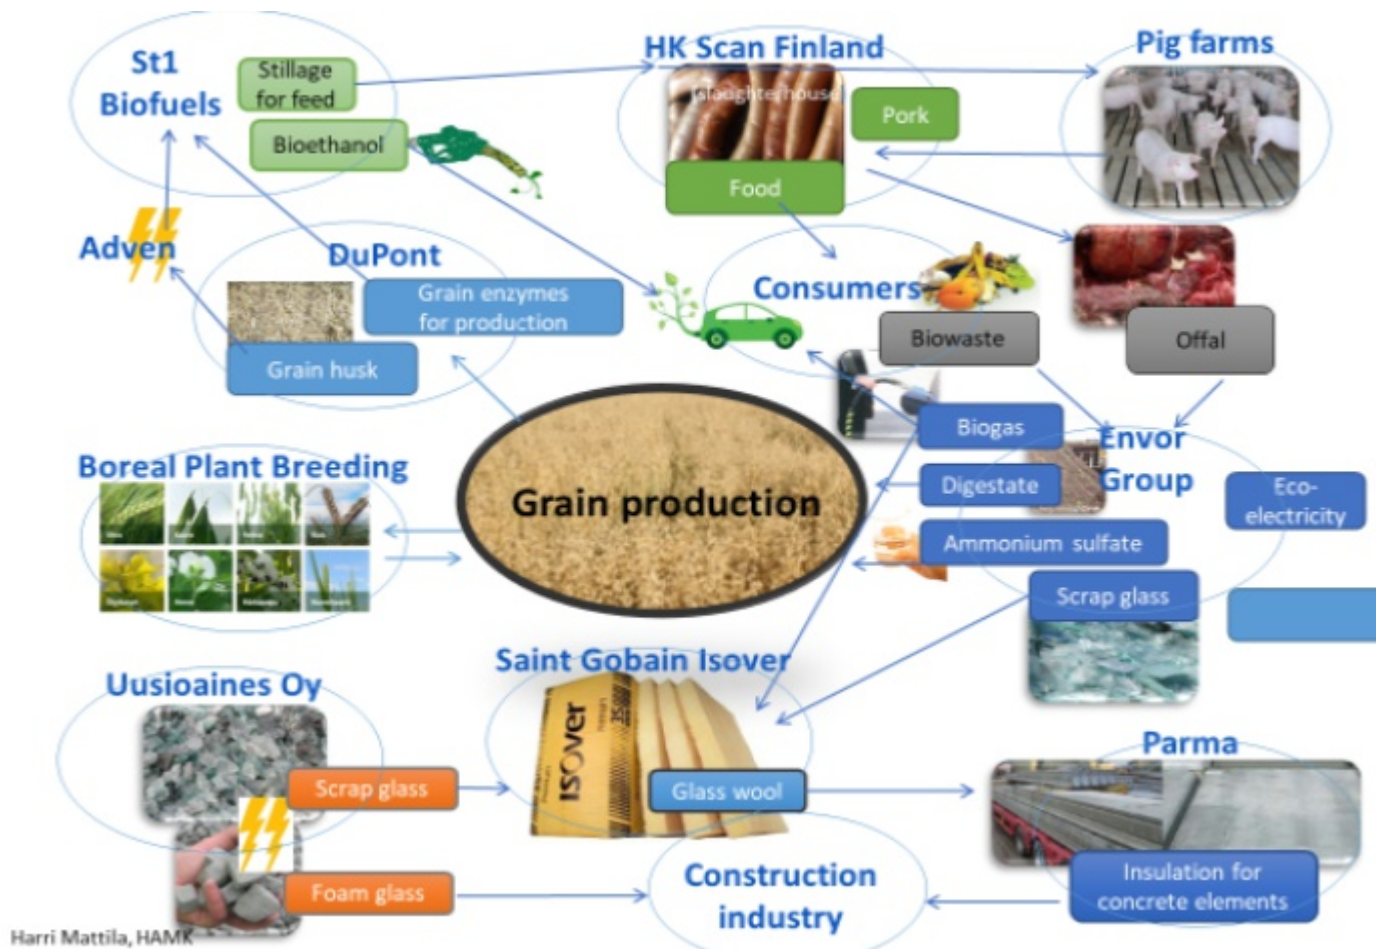 St1
Biofuels
Stillage
for feed
Bioethanol
HK Scan Finland
(slaughterhouse
Pork
Food
Pig farms
Adven
DuPont
Grain enzymes
for production
Grain husk
Consumers
Biowaste
Offal
Boreal Plant Breeding
Grain production
Biogas
Digestate
Ammonium sulfate
Scrap glass
Envor
Group
Eco-
electricity
Uusioaines Oy
Scrap glass
Foam glass
Saint Gobain Isover
ISOVER
Glass wool
Construction
industry
Parma
Insulation for
concrete elements
Harri Mattila, HAMK